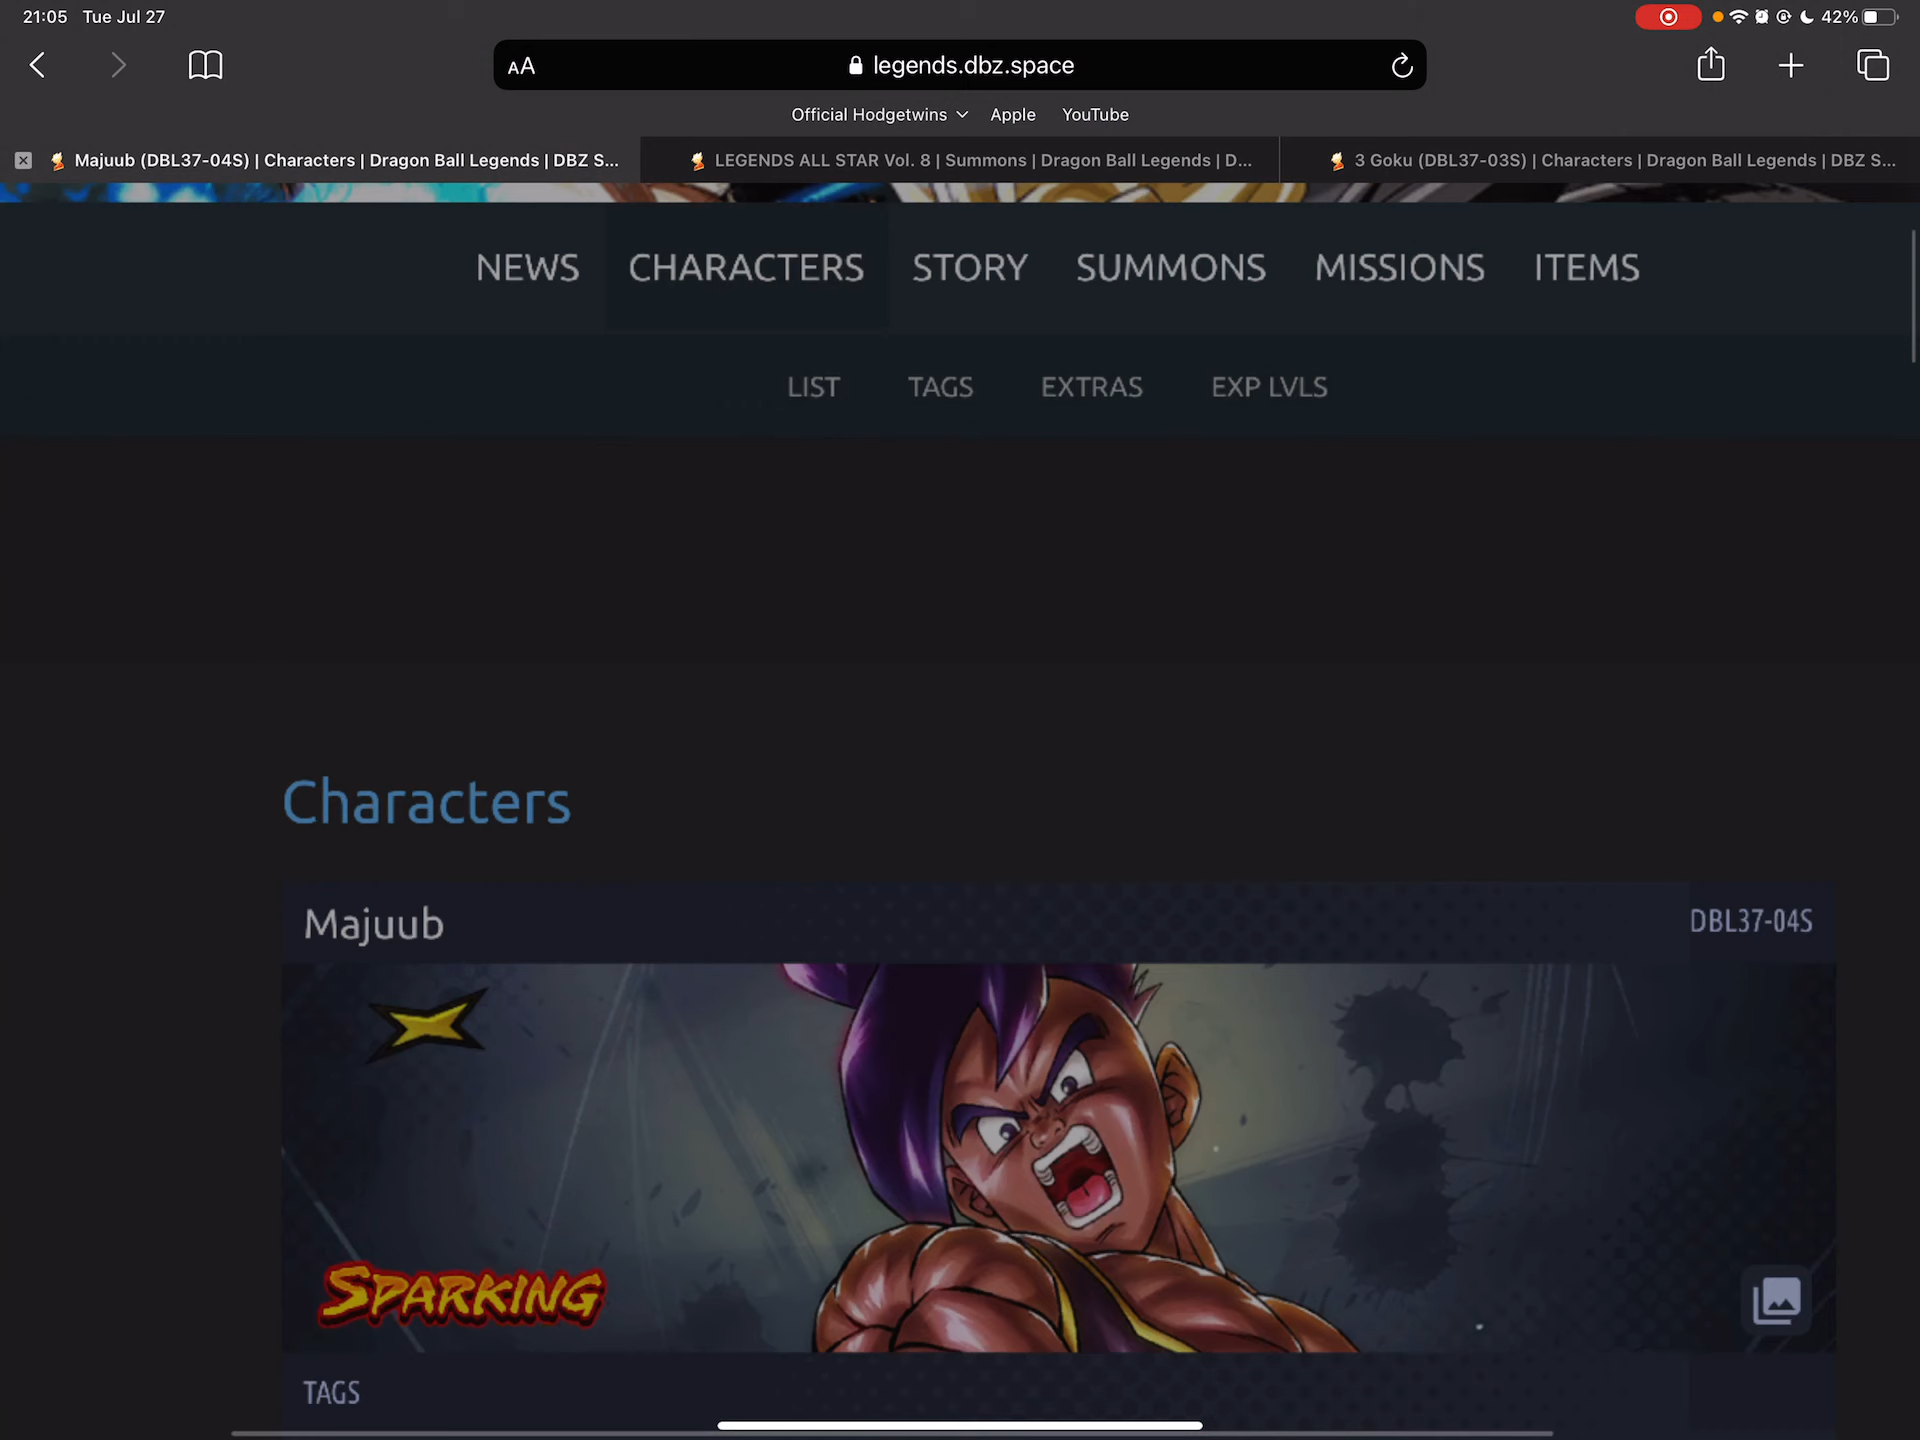 21:05 Tue Jul 27
42%
AA
legends.dbz.space
Official Hodgetwins
Apple
YouTube
Majuub (DBL37-04S) | Characters | Dragon Ball Legends | DBZ S...
LEGENDS ALL STAR Vol. 8 | Summons | Dragon Ball Legends | D...
3 Goku (DBL37-03S) | Characters | Dragon Ball Legends | DBZ S...
NEWS CHARACTERS STORY SUMMONS MISSIONS ITEMS
LIST TAGS EXTRAS EXP LVLS
Characters
Majuub
DBL37-04S
SPARKING
TAGS